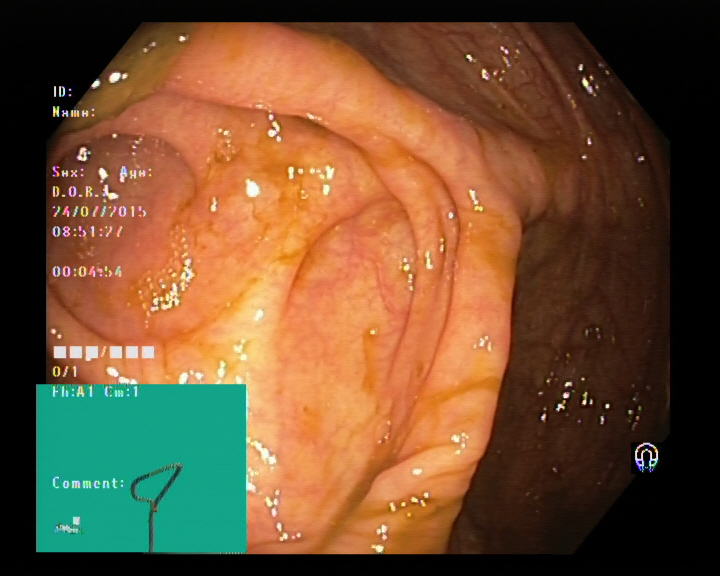 ID:
Name:
Sex: Age:
D.O.B.:
24/07/2015
08:51:27
00:04:54
0/1
Ph:A1 Cm:1
Comment: